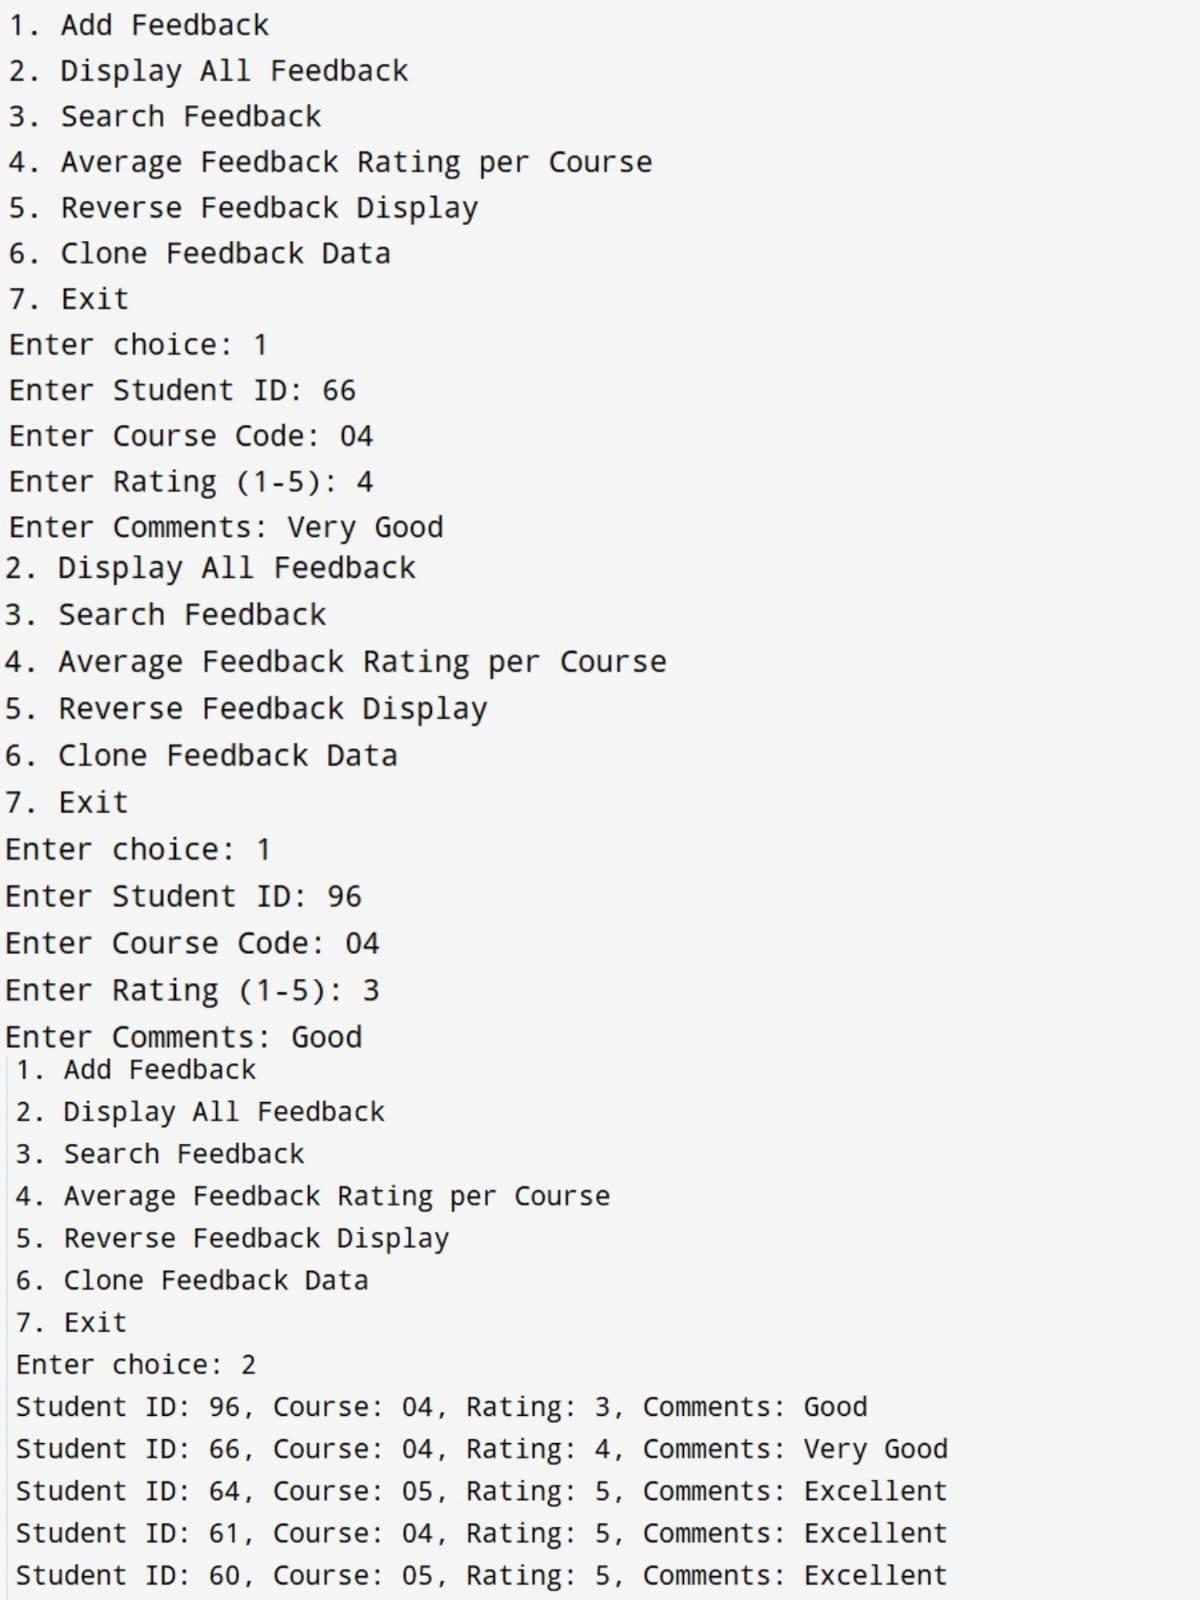 1. Add Feedback
2. Display All Feedback
3. Search Feedback
4. Average Feedback Rating per Course
5. Reverse Feedback Display
6. Clone Feedback Data
7. Exit
Enter choice: 1
Enter Student ID: 66
Enter Course Code: 04
Enter Rating (1-5): 4
Enter Comments: Very Good
2. Display All Feedback
3. Search Feedback
4. Average Feedback Rating per Course
5. Reverse Feedback Display
6. Clone Feedback Data
7. Exit
Enter choice: 1
Enter Student ID: 96
Enter Course Code: 04
Enter Rating (1-5): 3
Enter Comments: Good
1. Add Feedback
2. Display All Feedback
3. Search Feedback
4. Average Feedback Rating per Course
5. Reverse Feedback Display
6. Clone Feedback Data
7. Exit
Enter choice: 2
Student ID: 96, Course: 04, Rating: 3, Comments: Good
Student ID: 66, Course: 04, Rating: 4, Comments: Very Good
Student ID: 64, Course: 05, Rating: 5, Comments: Excellent
Student ID: 61, Course: 04, Rating: 5, Comments: Excellent
Student ID: 60, Course: 05, Rating: 5, Comments: Excellent